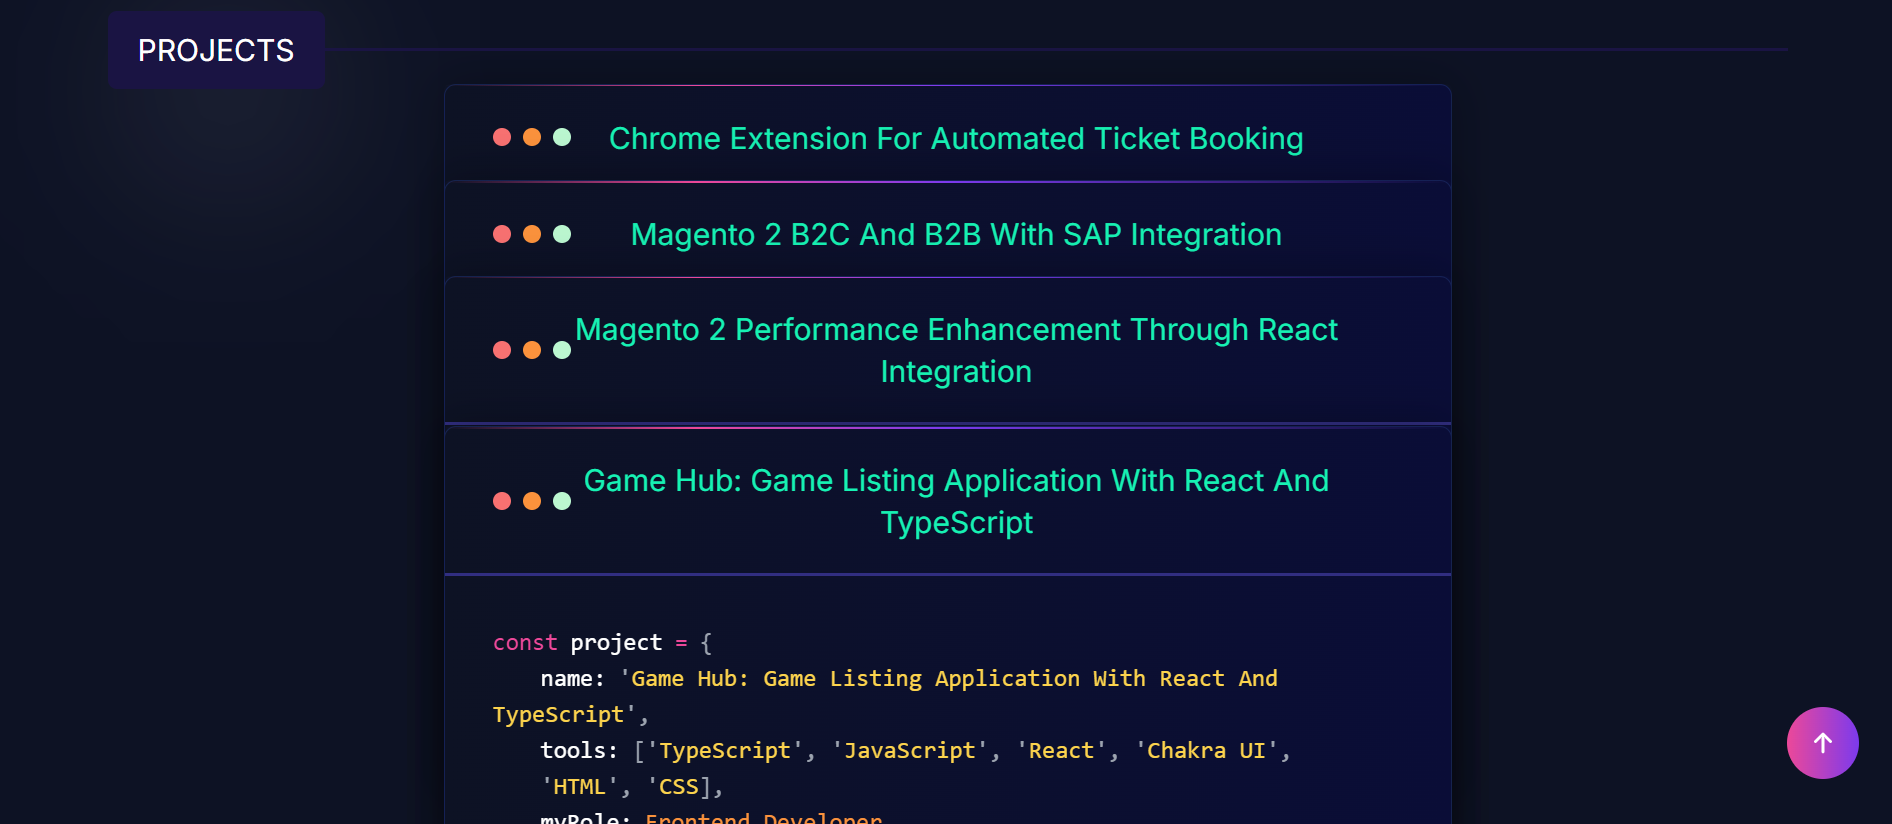 PROJECTS
Chrome Extension For Automated Ticket Booking
Magento 2 B2C And B2B With SAP Integration
Magento 2 Performance Enhancement Through React
Integration
Game Hub: Game Listing Application With React And
TypeScript
const project = {
name: 'Game Hub: Game Listing Application With React And
TypeScript',
tools: ['TypeScript', 'JavaScript', 'React', 'Chakra UI',
'HTML', 'CSS],
myRole: Frontend Developer